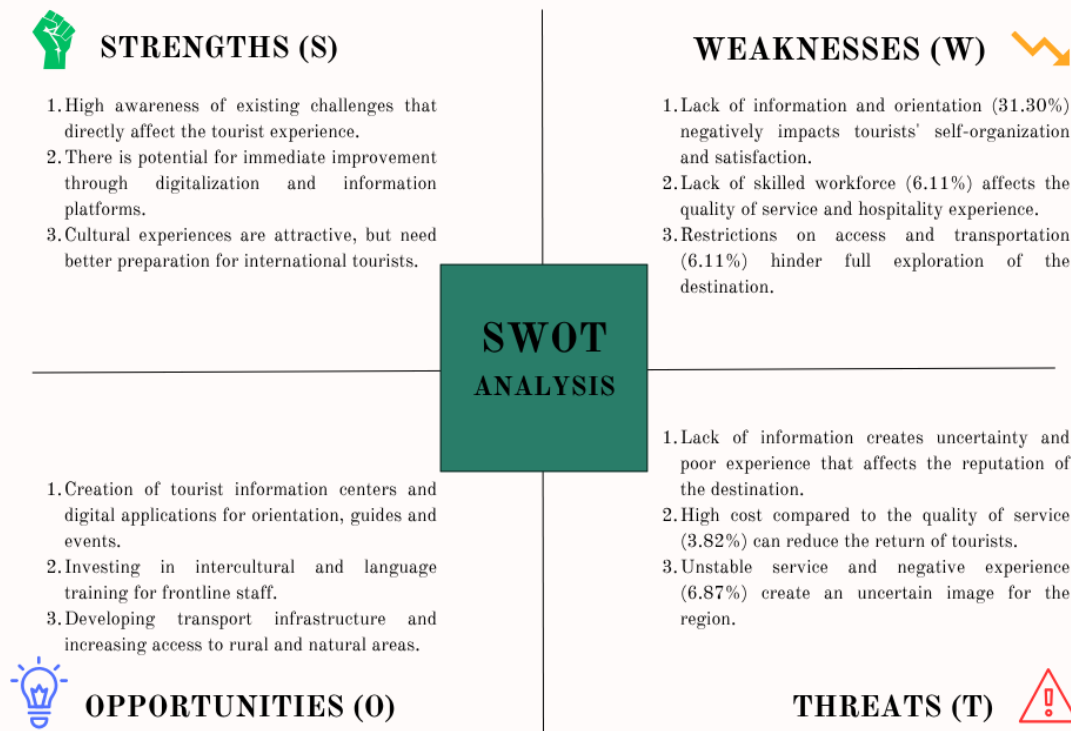 STRENGTHS (S)
1. High awareness of existing challenges that
directly affect the tourist experience.
2. There is potential for immediate improvement
through digitalization and information
platforms.
3. Cultural experiences are attractive, but need
better preparation for international tourists.
WEAKNESSES (W)
1. Lack of information and orientation (31.30%)
negatively impacts tourists' self-organization
and satisfaction.
2. Lack of skilled workforce (6.11%) affects the
quality of service and hospitality experience.
3. Restrictions on access and transportation
(6.11%) hinder full exploration of the
destination.
SWOT
ANALYSIS
1. Creation of tourist information centers and
digital applications for orientation, guides and
events.
2. Investing in intercultural and language
training for frontline staff.
3. Developing transport infrastructure and
increasing access to rural and natural areas.
OPPORTUNITIES (O)
1. Lack of information creates uncertainty and
poor experience that affects the reputation of
the destination.
2. High cost compared to the quality of service
(3.82%) can reduce the return of tourists.
3. Unstable service and negative experience
(6.87%) create an uncertain image for the
region.
THREATS (T)